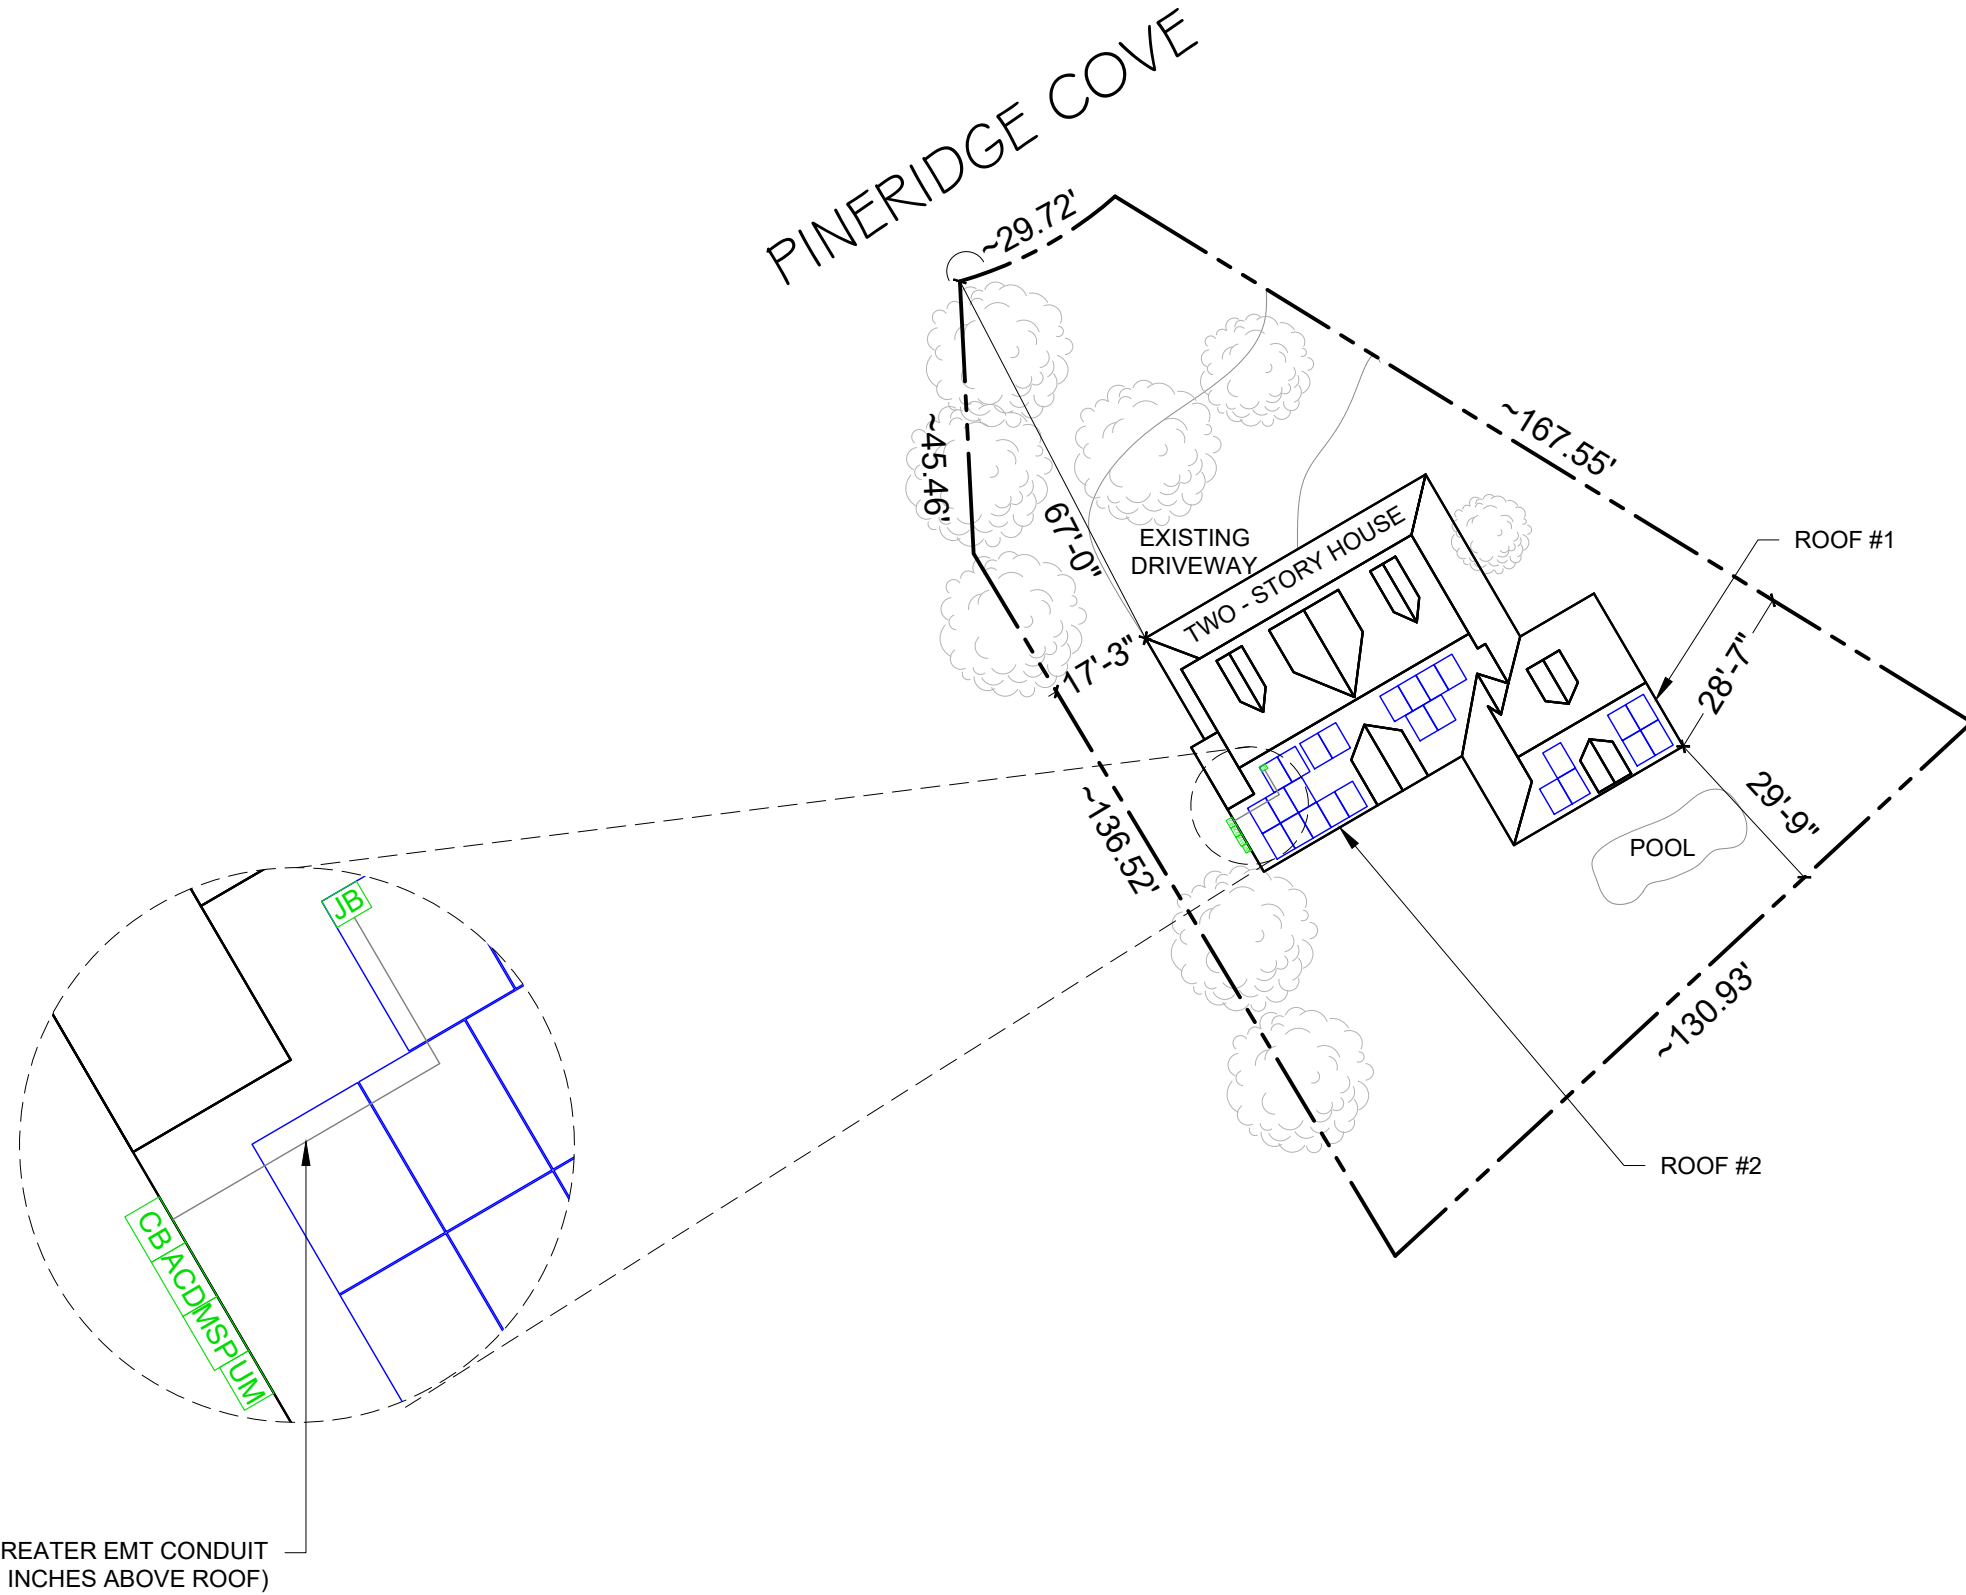 PINERIDGE COVE
~29.72'
~167.55'
~45.46'
67'-0"
EXISTING
DRIVEWAY
TWO - STORY HOUSE
ROOF #1
17'-3"
28'-7"
29'-9"
POOL
~136.52'
~130.93'
ROOF #2
JB
CB
ACD
MSP
UM
REATER EMT CONDUIT
INCHES ABOVE ROOF)